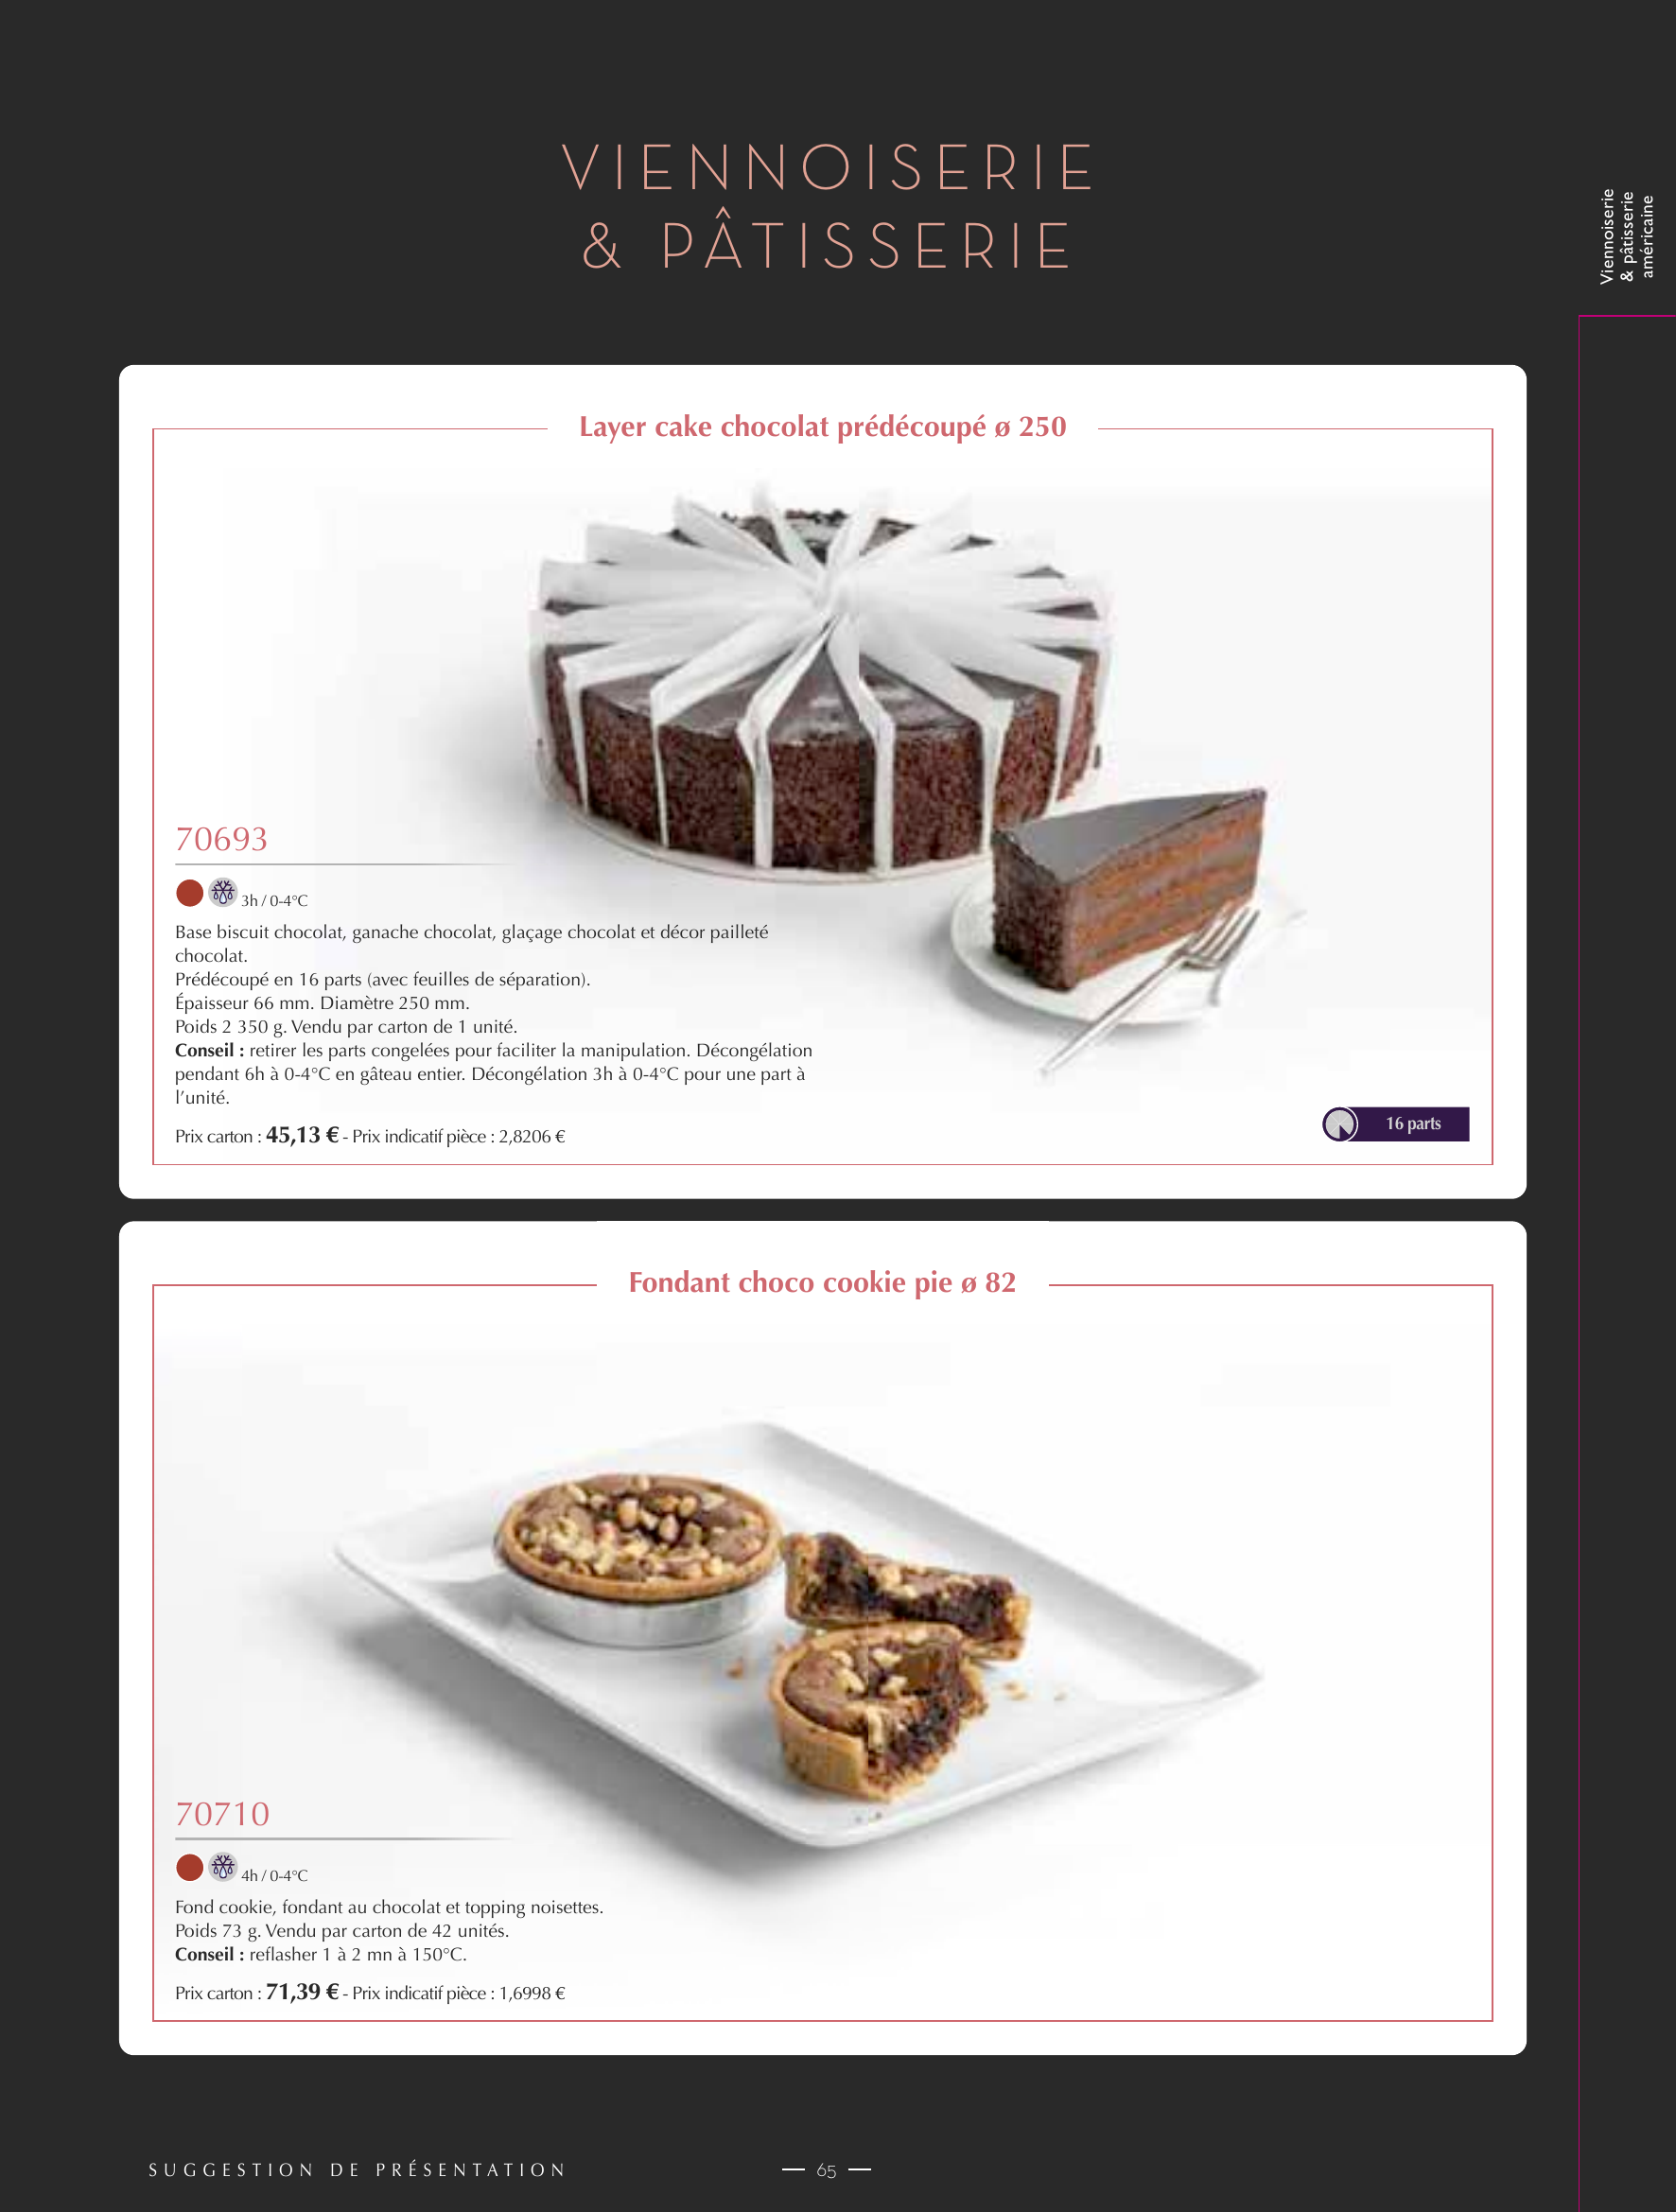 VIENNOISERIE
& PÂTISSERIE
Viennoiserie
& pâtisserie
américaine
Layer cake chocolat prédécoupé ø 250
70693
3h / 0-4°C
Base biscuit chocolat, ganache chocolat, glaçage chocolat et décor pailleté
chocolat.
Prédécoupé en 16 parts (avec feuilles de séparation).
Épaisseur 66 mm. Diamètre 250 mm.
Poids 2 350 g. Vendu par carton de 1 unité.
Conseil : retirer les parts congelées pour faciliter la manipulation. Décongélation
pendant 6h à 0-4°C en gâteau entier. Décongélation 3h à 0-4°C pour une part à
l’unité.
Prix carton : 45,13 € - Prix indicatif pièce : 2,8206 €
16 parts
Fondant choco cookie pie ø 82
70710
4h / 0-4°C
Fond cookie, fondant au chocolat et topping noisettes.
Poids 73 g. Vendu par carton de 42 unités.
Conseil : reflasher 1 à 2 mn à 150°C.
Prix carton : 71,39 € - Prix indicatif pièce : 1,6998 €
SUGGESTION DE PRÉSENTATION
— 65 —